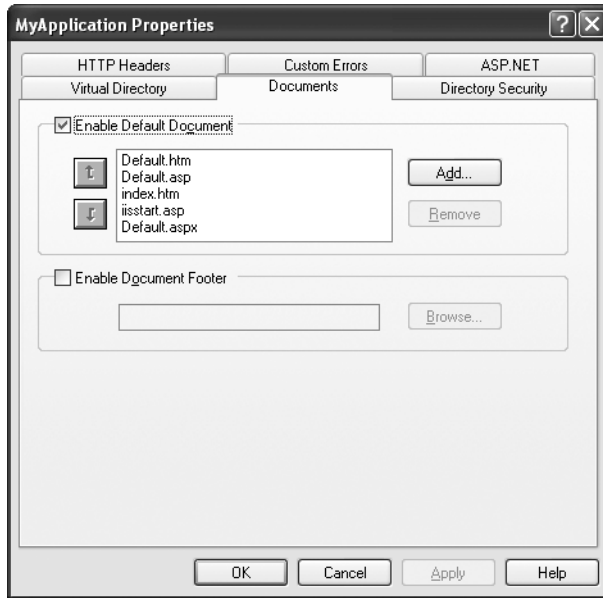 MyApplication Properties
HTTP Headers
Custom Errors
ASP.NET
Virtual Directory
Documents
Directory Security
Enable Default Document
Default.htm
Default.asp
index.htm
iisstart.asp
Default.aspx
Add...
Remove
Enable Document Footer
Browse...
OK
Cancel
Apply
Help